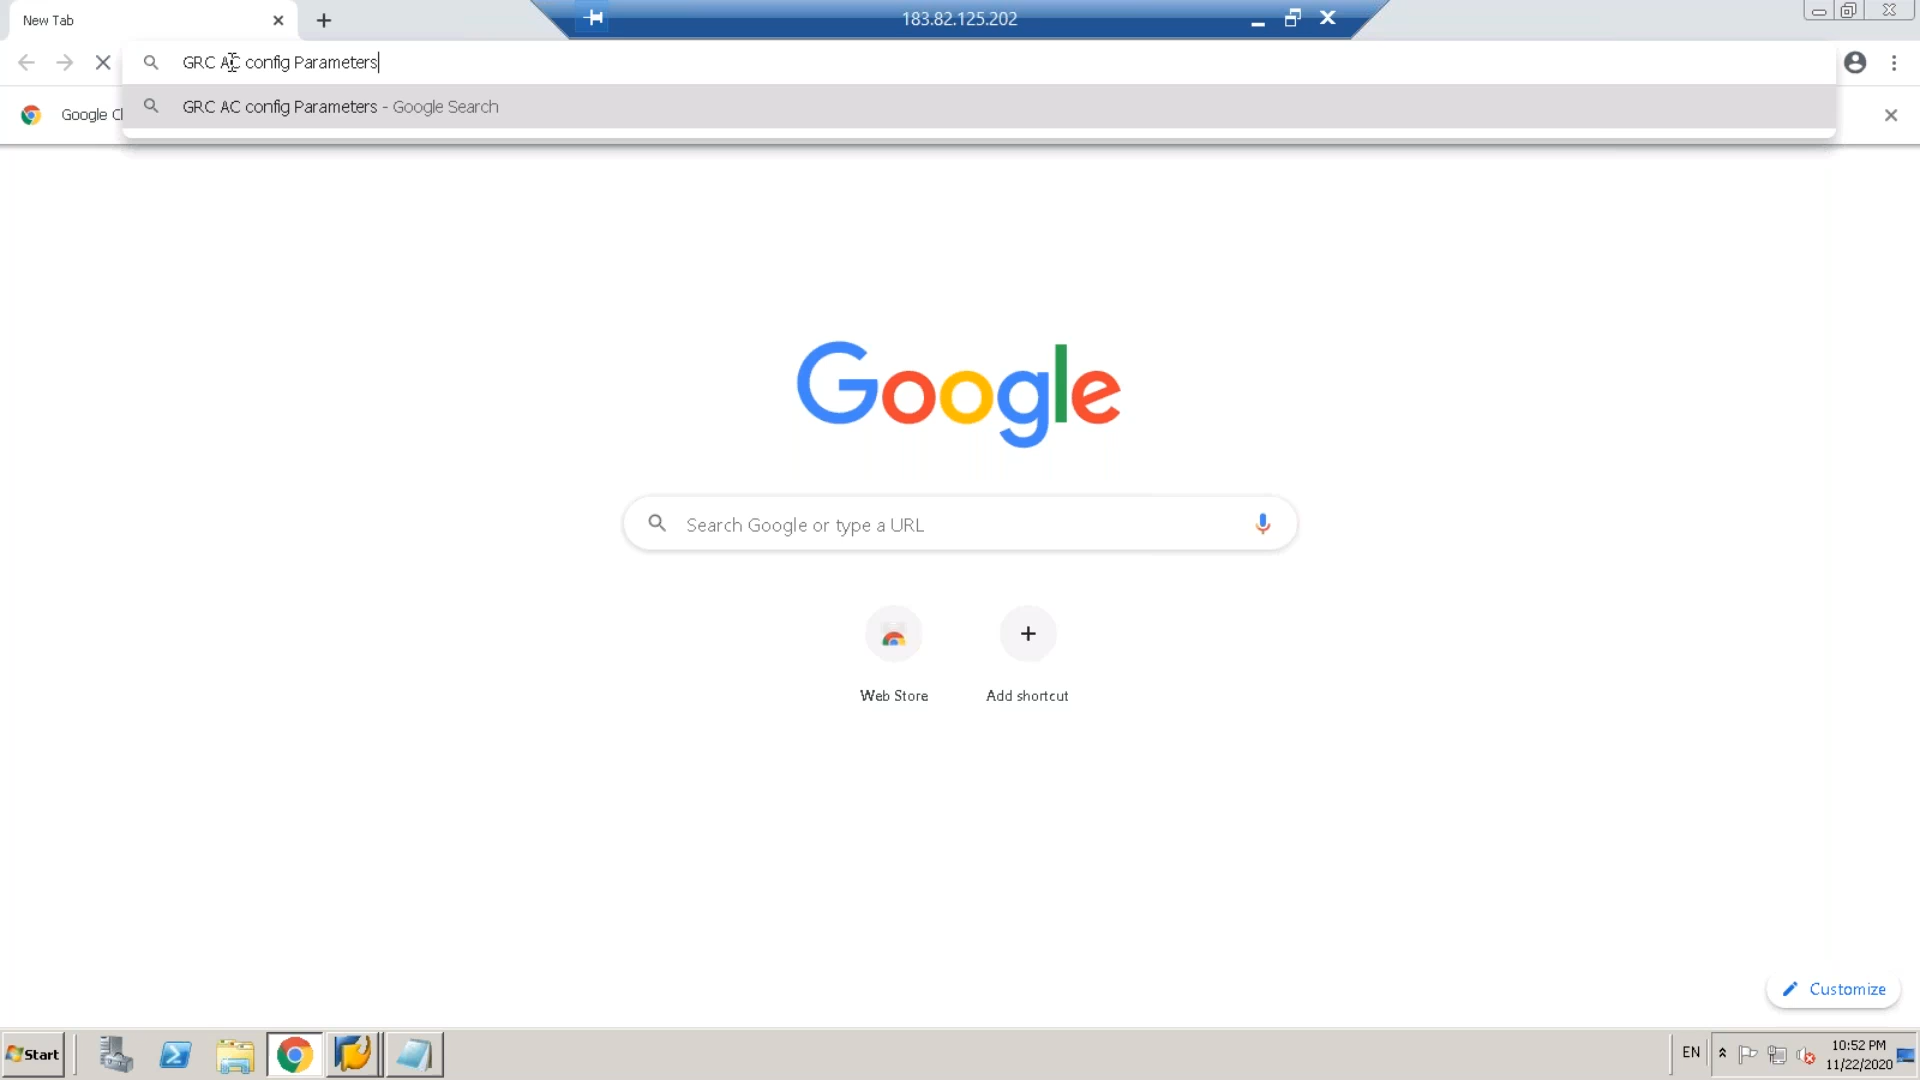 New Tab
183.82.125.202
GRC AC config Parameters
GRC AC config Parameters - Google Search
Google Cl
Google
Search Google or type a URL
Web Store
Add shortcut
Customize
Start
EN
10:52 PM
11/22/2020